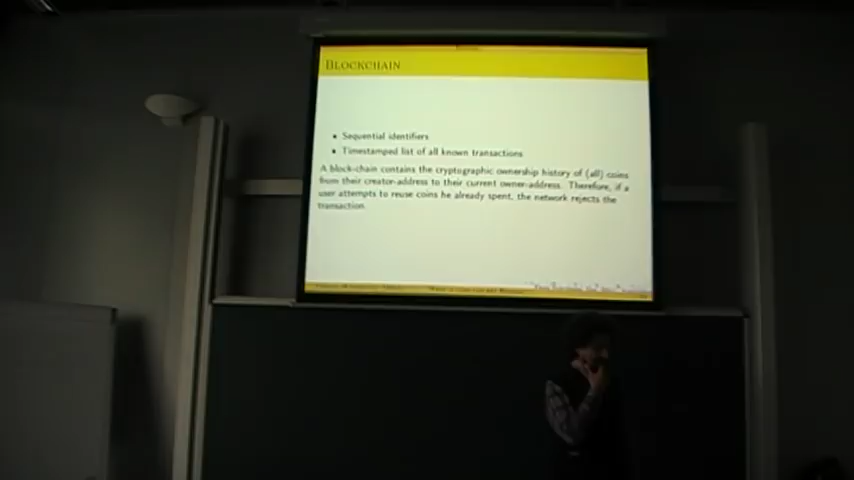 BLOCKCHAIN
Sequential identifiers
Timestamped list of all known transactions
A block-chain contains the cryptographic ownership history of (all) coins
from their creator-address to their current owner-address. Therefore, if a
user attempts to reuse coins he already spent, the network rejects the
transaction.